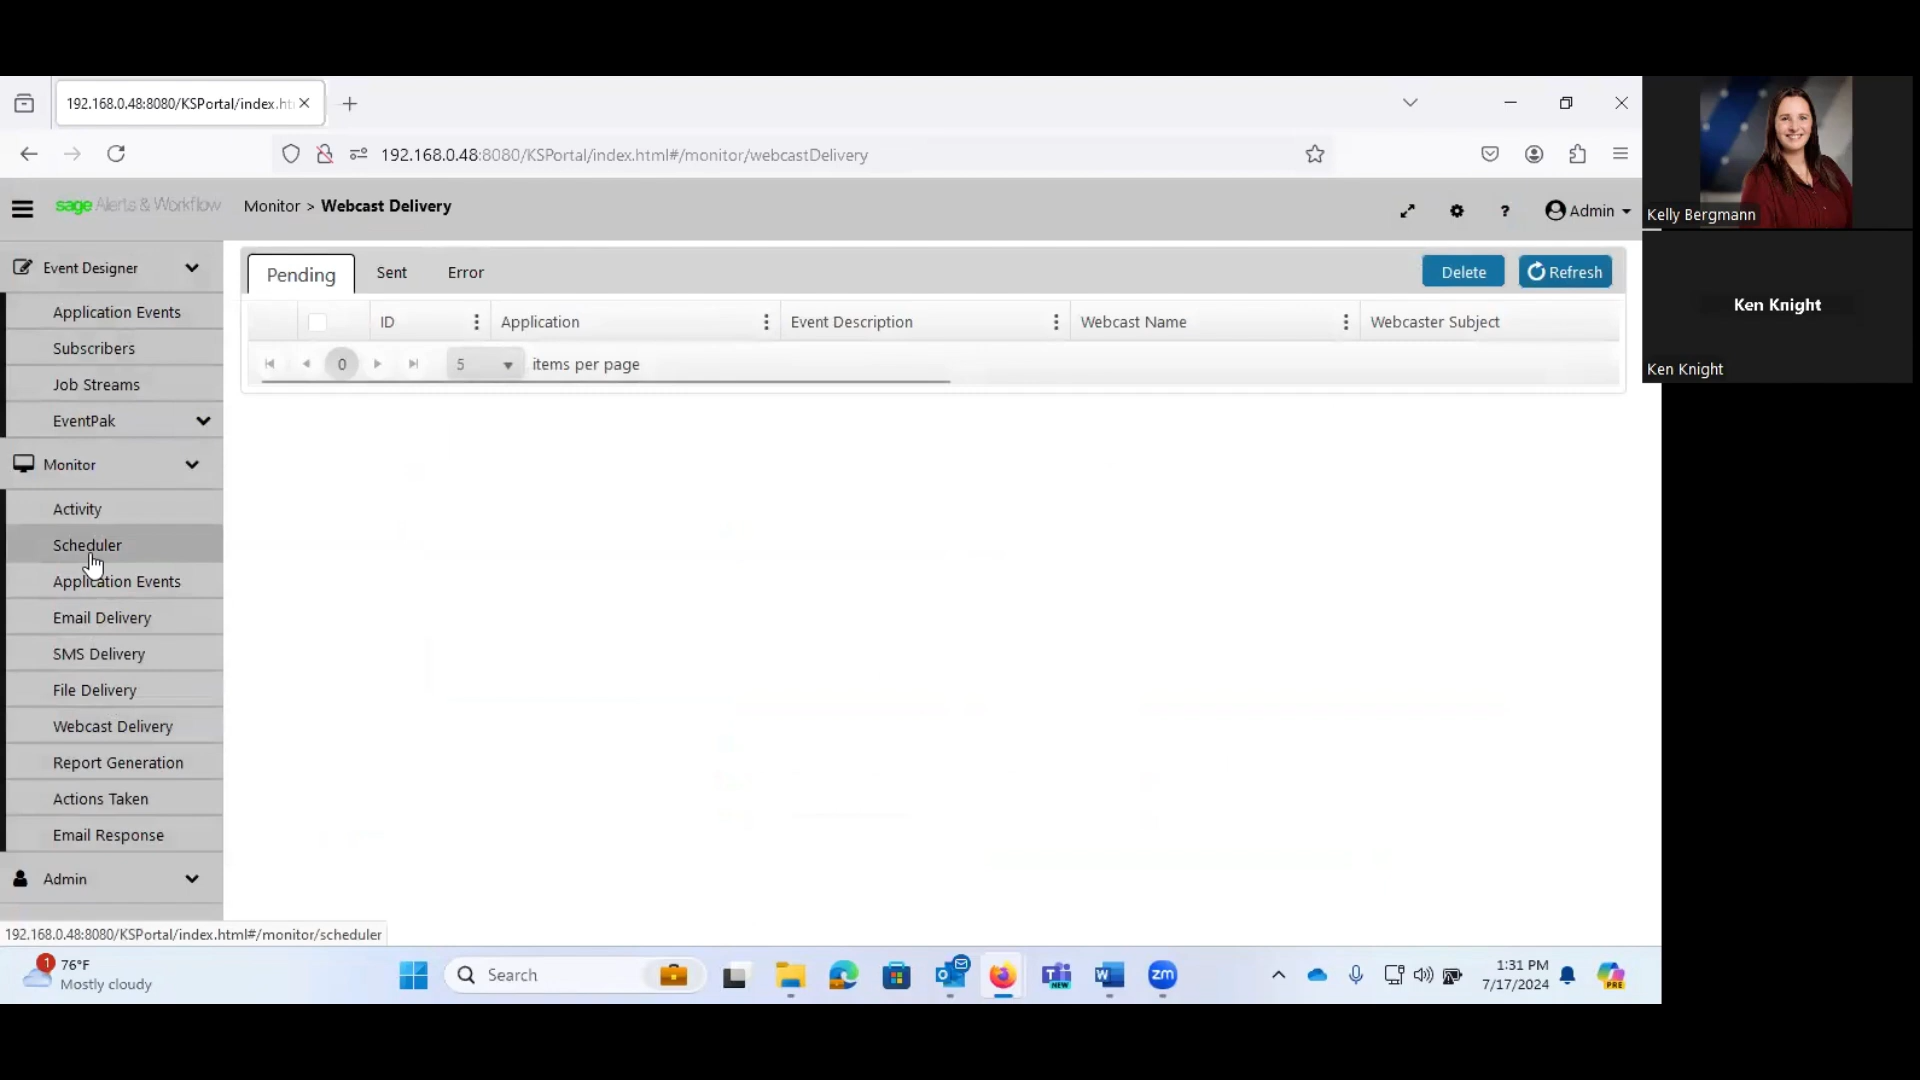 192.168.0.48:8080/KSPortal/index.ht
192.168.0.48:8080/KSPortal/index.html#/monitor/webcastDelivery
sage Alerts & Workflow
Monitor > Webcast Delivery
? Admin
Event Designer
Application Events
Subscribers
Job Streams
EventPak
Monitor
Activity
Scheduler
Application Events
Email Delivery
SMS Delivery
File Delivery
Webcast Delivery
Report Generation
Actions Taken
Email Response
Admin
192.168.0.48:8080/KSPortal/index.html#/monitor/scheduler
Pending Sent Error Delete Refresh
ID Application Event Description Webcast Name Webcaster Subject
0 5 items per page
Kelly Bergmann
Ken Knight
Ken Knight
1
76°F
Mostly cloudy
Search
NEW
W
zm
1:31 PM
7/17/2024
PRE